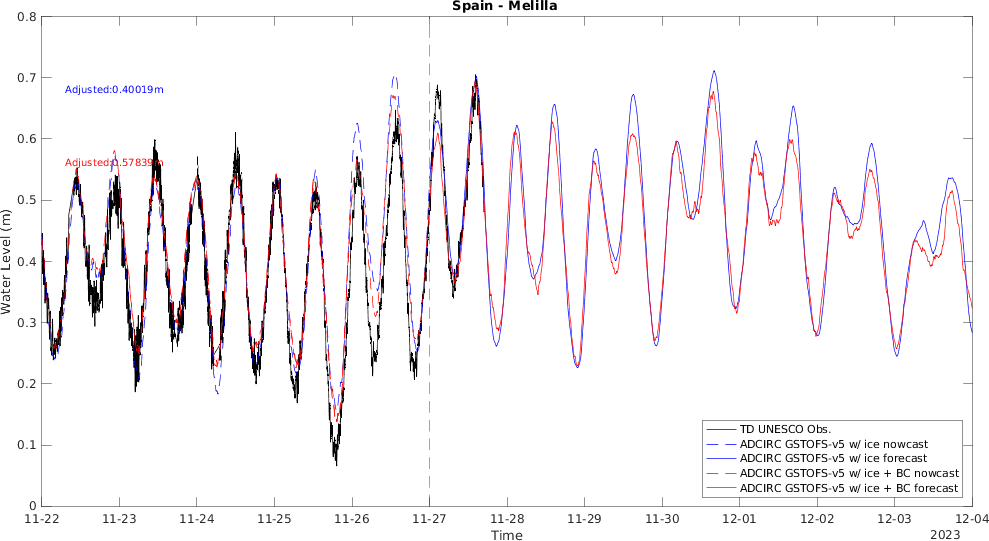 Spain - Melilla
0.8
0.7
0.6
0.5
0.4
0.3
0.2
0.1
0
Water Level (m)
Adjusted:0.40019m
Adjusted:0.57839m
TD UNESCO Obs.
ADCIRC GSTOFS-v5 w/ ice nowcast
ADCIRC GSTOFS-v5 w/ ice forecast
ADCIRC GSTOFS-v5 w/ ice + BC nowcast
ADCIRC GSTOFS-v5 w/ ice + BC forecast
11-22 11-23 11-24 11-25 11-26 11-27 11-28 11-29 11-30 12-01 12-02 12-03 12-04
Time
2023